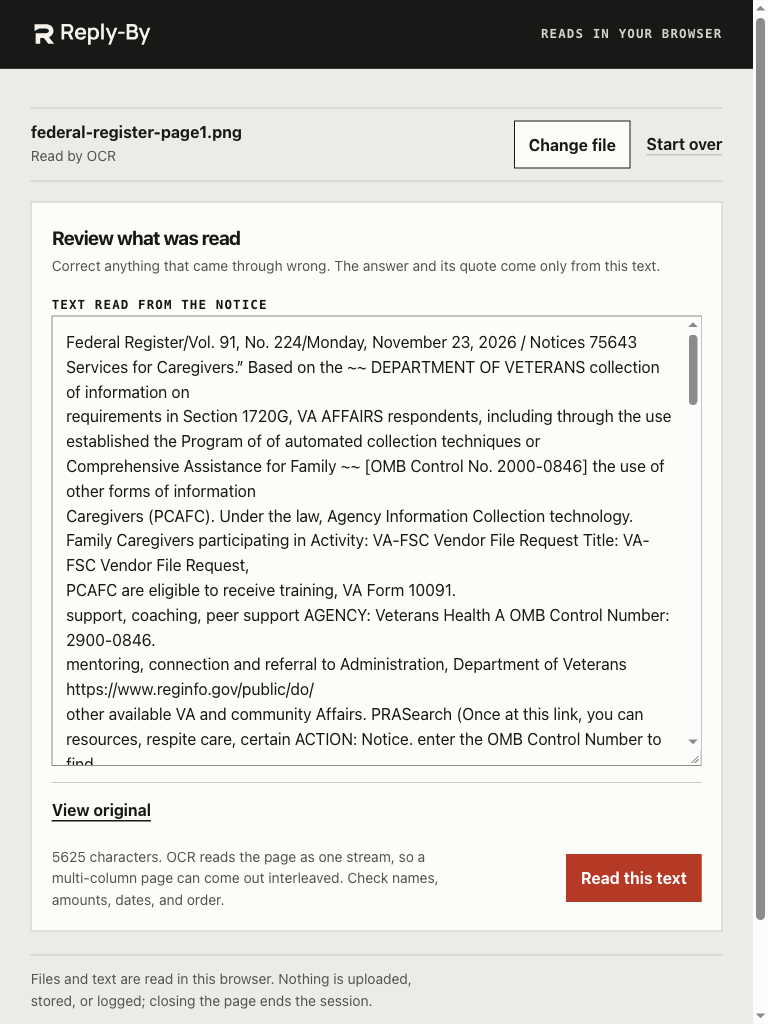 Reply-By
READS IN YOUR BROWSER
federal-register-page1.png
Read by OCR
Change file
Start over
Review what was read
Correct anything that came through wrong. The answer and its quote come only from this text.
TEXT READ FROM THE NOTICE
Federal Register/Vol. 91, No. 224/Monday, November 23, 2026 / Notices 75643
Services for Caregivers.” Based on the ~~ DEPARTMENT OF VETERANS collection
of information on
requirements in Section 1720G, VA AFFAIRS respondents, including through the use
established the Program of of automated collection techniques or
Comprehensive Assistance for Family ~~ [OMB Control No. 2000-0846] the use of
other forms of information
Caregivers (PCAFC). Under the law, Agency Information Collection technology.
Family Caregivers participating in Activity: VA-FSC Vendor File Request Title: VA-
FSC Vendor File Request,
PCAFC are eligible to receive training, VA Form 10091.
support, coaching, peer support AGENCY: Veterans Health A OMB Control Number:
2900-0846.
mentoring, connection and referral to Administration, Department of Veterans
https://www.reginfo.gov/public/do/
other available VA and community Affairs. PRASearch (Once at this link, you can
resources, respite care, certain ACTION: Notice. enter the OMB Control Number to
find
View original
5625 characters. OCR reads the page as one stream, so a
multi-column page can come out interleaved. Check names,
amounts, dates, and order.
Read this text
Files and text are read in this browser. Nothing is uploaded,
stored, or logged; closing the page ends the session.